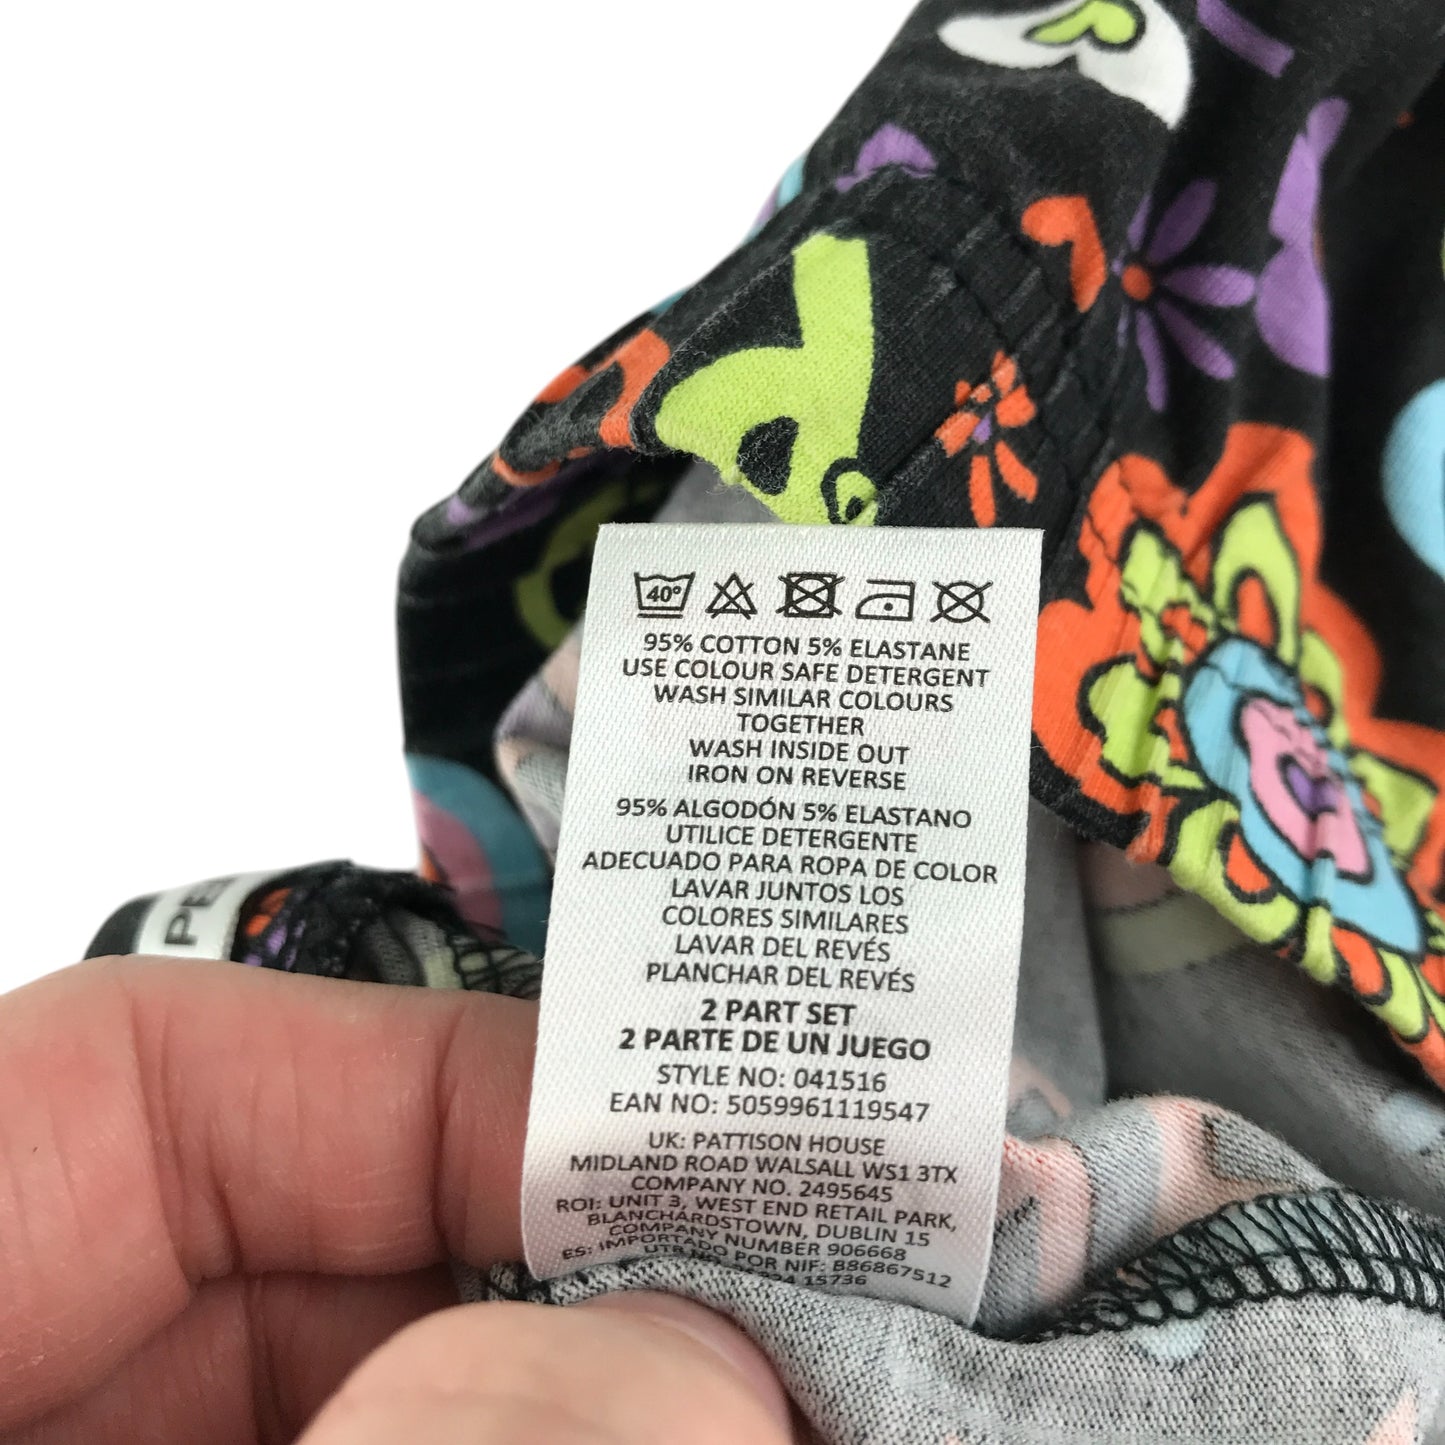 PE
40°
95% COTTON 5% ELASTANE
USE COLOUR SAFE DETERGENT
WASH SIMILAR COLOURS
TOGETHER
WASH INSIDE OUT
IRON ON REVERSE
95% ALGODÓN 5% ELASTANO
UTILICE DETERGENTE
ADECUADO PARA ROPA DE COLOR
LAVAR JUNTOS LOS
COLORES SIMILARES
LAVAR DEL REVÉS
PLANCHAR DEL REVÉS
2 PART SET
2 PARTE DE UN JUEGO
STYLE NO: 041516
EAN NO: 5059961119547
UK: PATTISON HOUSE
MIDLAND ROAD WALSALL WS1 3TX
COMPANY NO. 2495645
ROI: UNIT 3, WEST END RETAIL PARK,
BLANCHARDSTOWN, DUBLIN 15
COMPANY NUMBER 906668
ES: IMPORTADO POR NIF: B86867512
UTR 15736